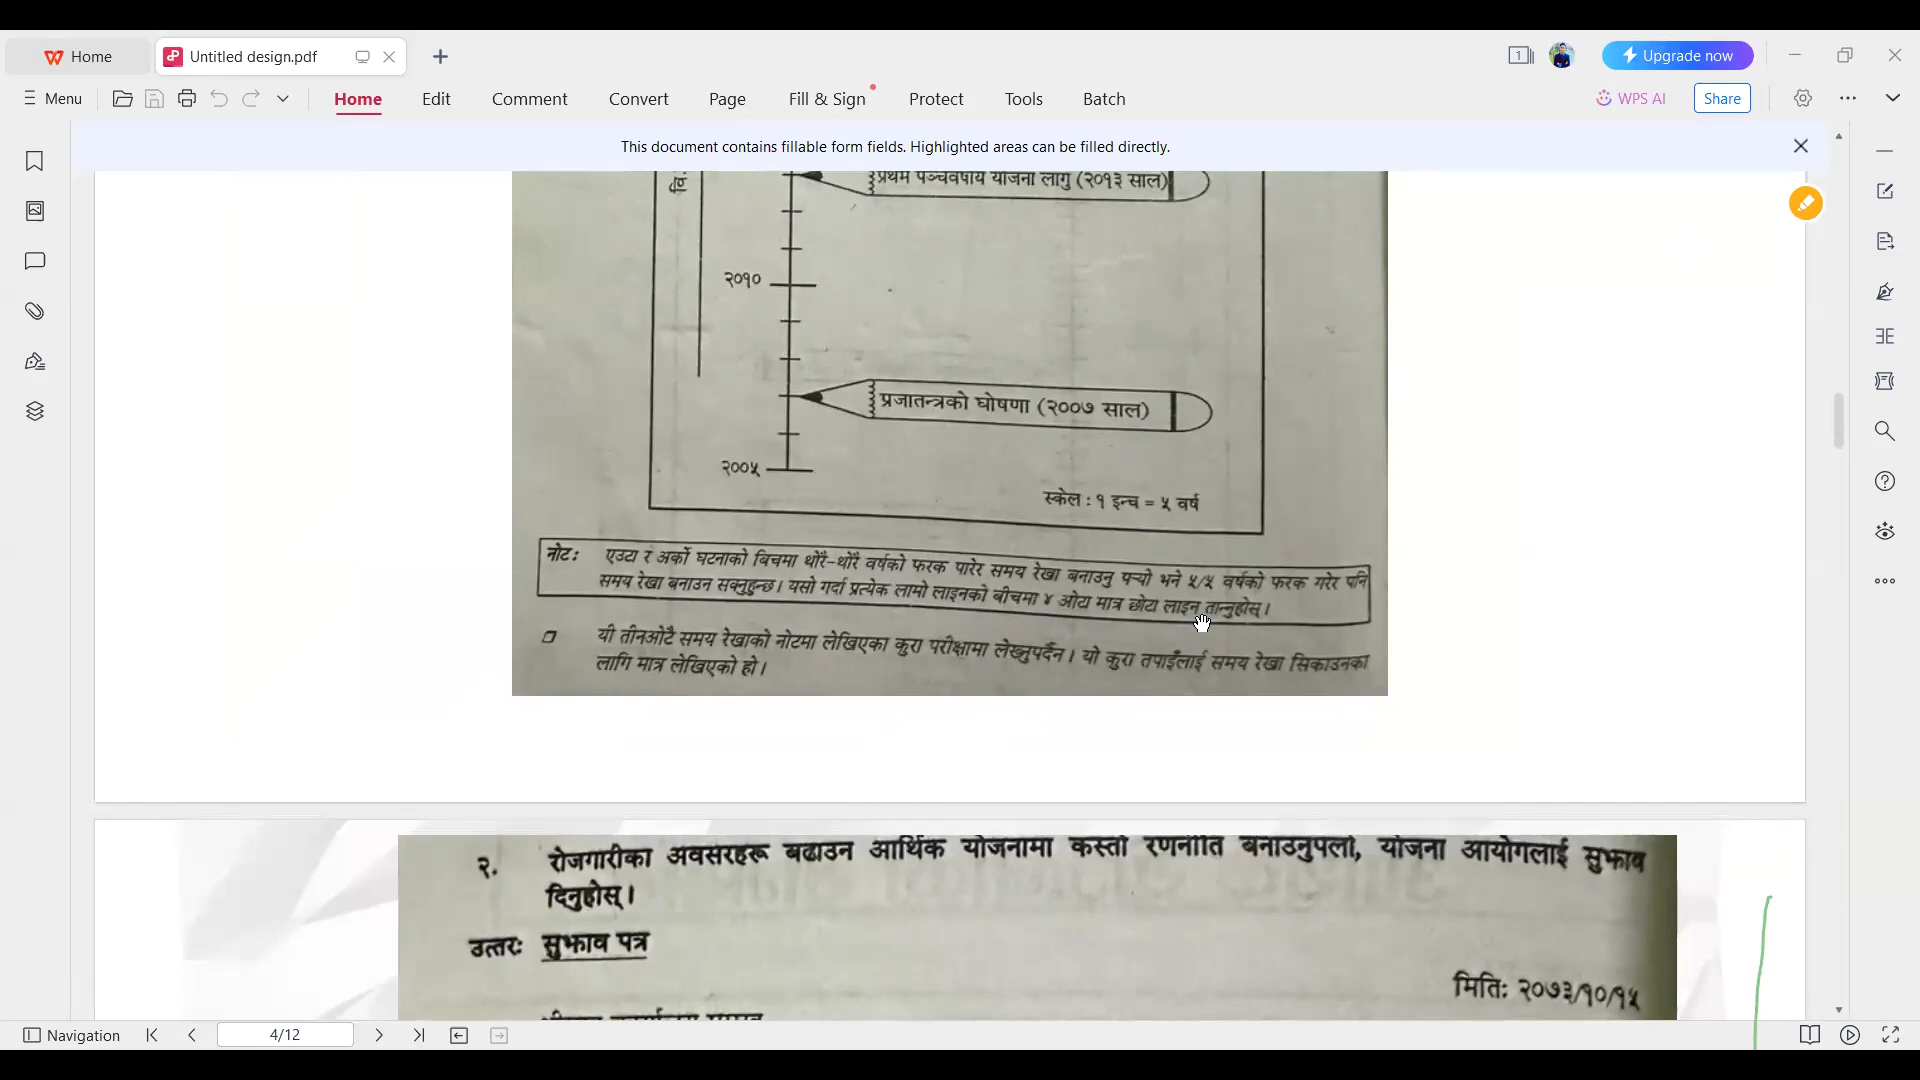 Home
Untitled design.pdf
Upgrade now
Menu
Home
Edit
Comment
Convert
Page
Fill & Sign
Protect
Tools
Batch
WPS AI
Share
This document contains fillable form fields. Highlighted areas can be filled directly.
प्रथम पञ्चवर्षीय योजना लागु (२०१३ साल)
२०१०
प्रजातन्त्रको घोषणा (२००७ साल)
२००५
स्केल : १ इन्च = ५ वर्ष
नोटः एउटा र अर्को घटनाको बिचमा थोरै-थोरै वर्षको फरक पारेर समय रेखा बनाउनु पर्‍यो भने ५/५ वर्षको फरक गरेर पनि
समय रेखा बनाउन सक्नुहुन्छ। यसो गर्दा प्रत्येक लामो लाइनको बीचमा ४ ओटा मात्र छोटा लाइन तान्नुहोस्।
यी तीनओटै समय रेखाको नोटमा लेखिएका कुरा परीक्षामा लेख्नुपर्दैन। यो कुरा तपाईंलाई समय रेखा सिकाउनका
लागि मात्र लेखिएको हो।
२. रोजगारीका अवसरहरू बढाउन आर्थिक योजनामा कस्तो रणनीति बनाउनुपर्ला, योजना आयोगलाई सुझाव
दिनुहोस्।
उत्तरः सुझाव पत्र
मितिः २०७३/१०/१५
Navigation
4/12